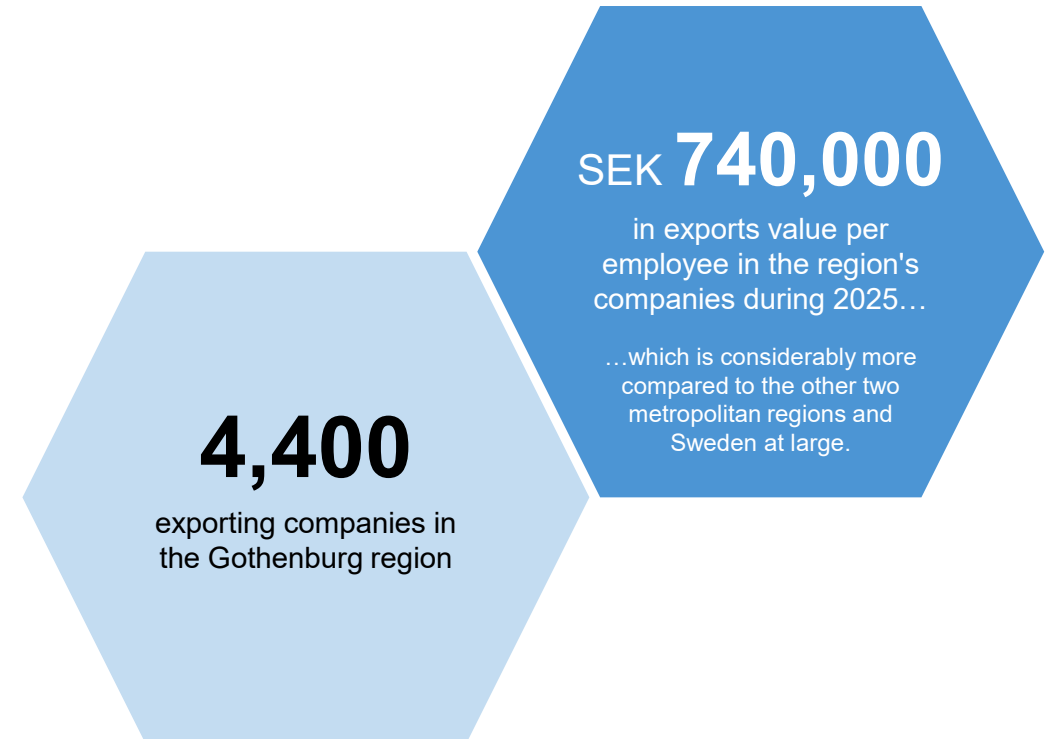 SEK 740,000
in exports value per
employee in the region's
companies during 2025…
…which is considerably more
compared to the other two
metropolitan regions and
Sweden at large.
4,400
exporting companies in
the Gothenburg region